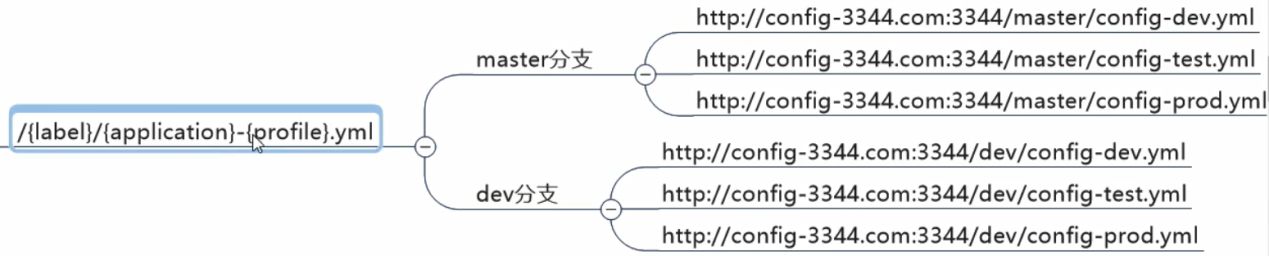 /{label}/{application}-{profile}.yml
master分支
http://config-3344.com:3344/master/config-dev.yml
http://config-3344.com:3344/master/config-test.yml
http://config-3344.com:3344/master/config-prod.yml
dev分支
http://config-3344.com:3344/dev/config-dev.yml
http://config-3344.com:3344/dev/config-test.yml
http://config-3344.com:3344/dev/config-prod.yml